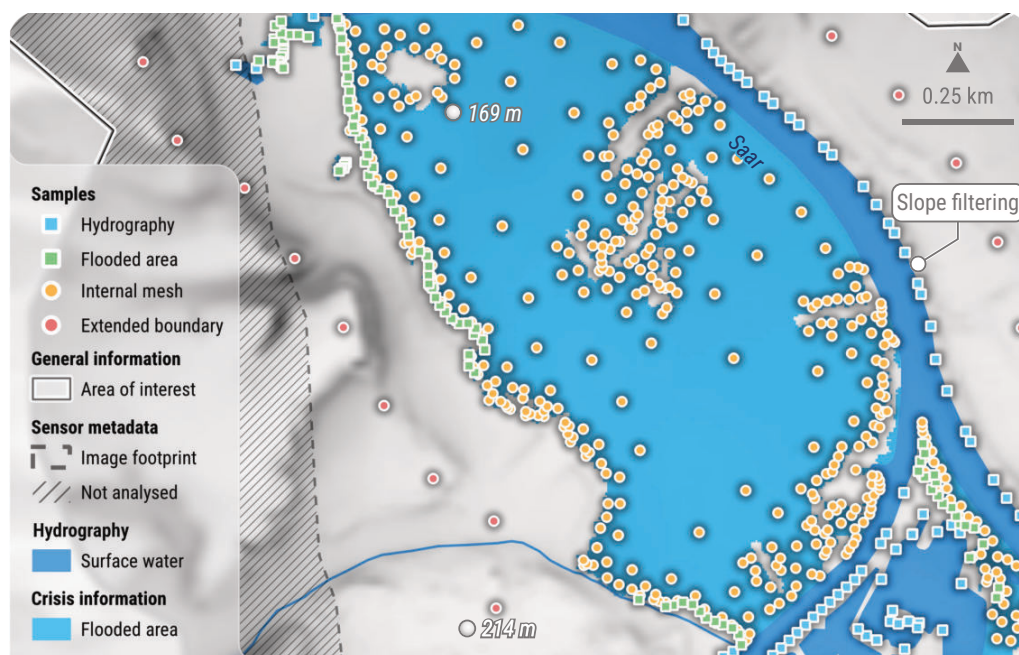 N
0.25 km
169 m
Saar
Slope filtering
Samples
Hydrography
Flooded area
Internal mesh
Extended boundary
General information
Area of interest
Sensor metadata
Image footprint
Not analysed
Hydrography
Surface water
Crisis information
Flooded area
214 m